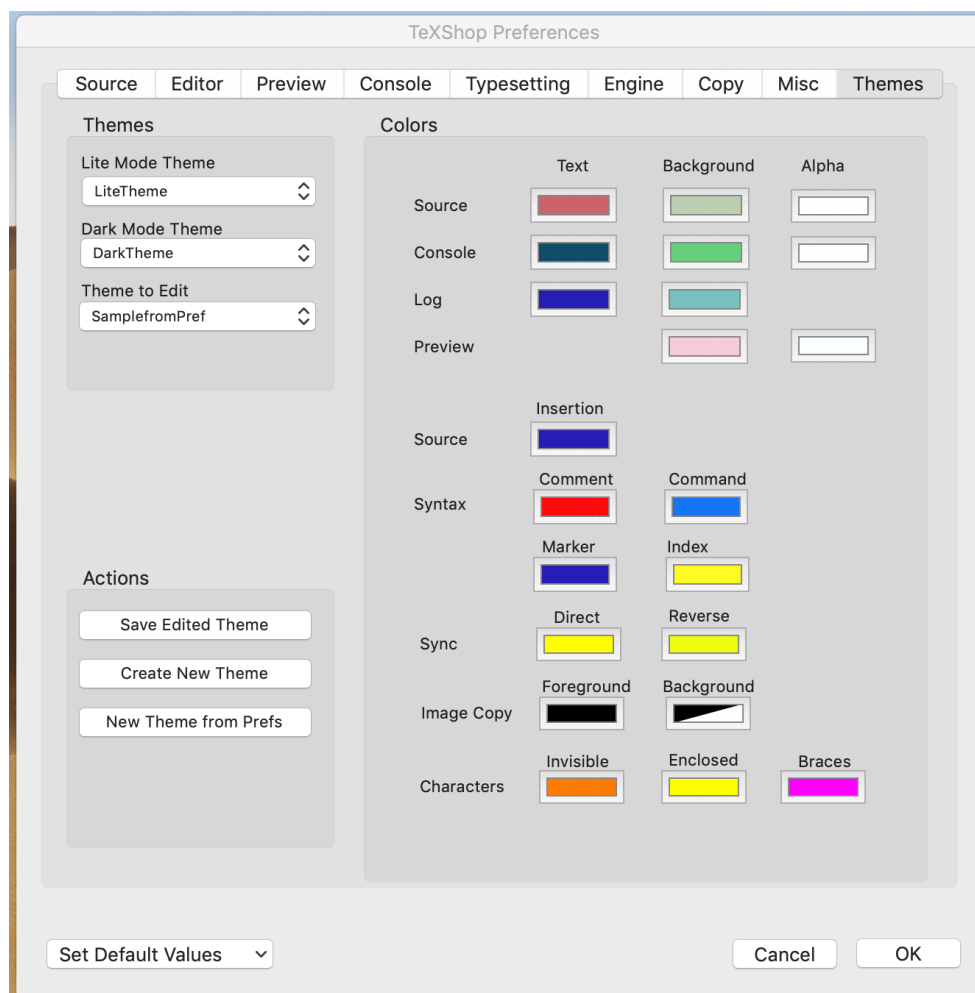 TeXShop Preferences
Source Editor Preview Console Typesetting Engine Copy Misc Themes
Themes
Lite Mode Theme
LiteTheme
Dark Mode Theme
DarkTheme
Theme to Edit
SamplefromPref
Actions
Save Edited Theme
Create New Theme
New Theme from Prefs
Colors
Text Background Alpha
Source
Console
Log
Preview
Insertion
Source
Comment Command
Syntax
Marker Index
Direct Reverse
Sync
Foreground Background
Image Copy
Invisible Enclosed Braces
Characters
Set Default Values Cancel OK